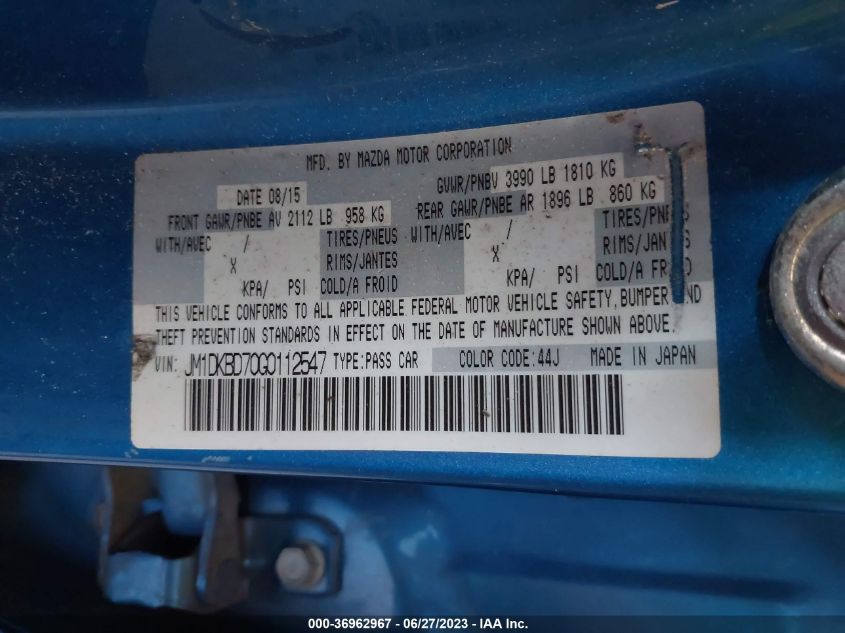 MFD. BY MAZDA MOTOR CORPORATION
DATE 08/15 GVWR/PNBV 3990 LB 1810 KG
FRONT GAWR/PNBE AV 2112 LB 958 KG REAR GAWR/PNBE AR 1896 LB 860 KG
WITH/AVEC / TIRES/PNEUS WITH/AVEC / TIRES/PNEUS
X RIMS/JANTES X RIMS/JANTES
KPA/ PSI COLD/A FROID KPA/ PSI COLD/A FROID
THIS VEHICLE CONFORMS TO ALL APPLICABLE FEDERAL MOTOR VEHICLE SAFETY, BUMPER AND
THEFT PREVENTION STANDARDS IN EFFECT ON THE DATE OF MANUFACTURE SHOWN ABOVE.
VIN: JM1DKBD70G0112547 TYPE:PASS CAR COLOR CODE:44J MADE IN JAPAN
000-36962967 - 06/27/2023 - IAA Inc.